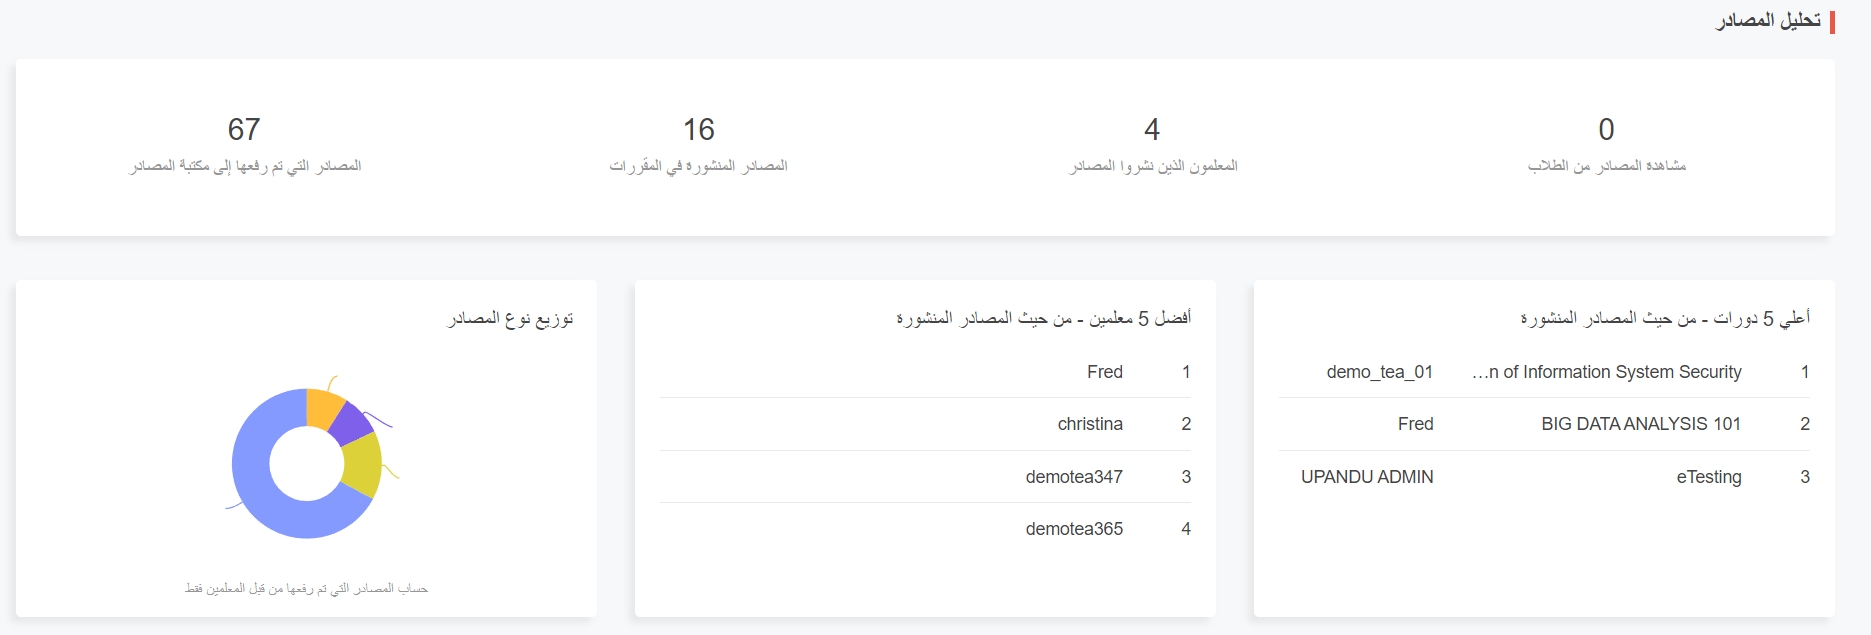 تحليل المصادر
0
مشاهدة المصادر من الطلاب
4
المعلمون الذين نشروا المصادر
16
المصادر المنشورة في المقررات
67
المصادر التي تم رفعها إلى مكتبة المصادر
أعلي 5 دورات - من حيث المصادر المنشورة
1 ...n of Information System Security demo_tea_01
2 BIG DATA ANALYSIS 101 Fred
3 eTesting UPANDU ADMIN
أفضل 5 معلمين - من حيث المصادر المنشورة
1 Fred
2 christina
3 demotea347
4 demotea365
توزيع نوع المصادر
حساب المصادر التي تم رفعها من قبل المعلمين فقط